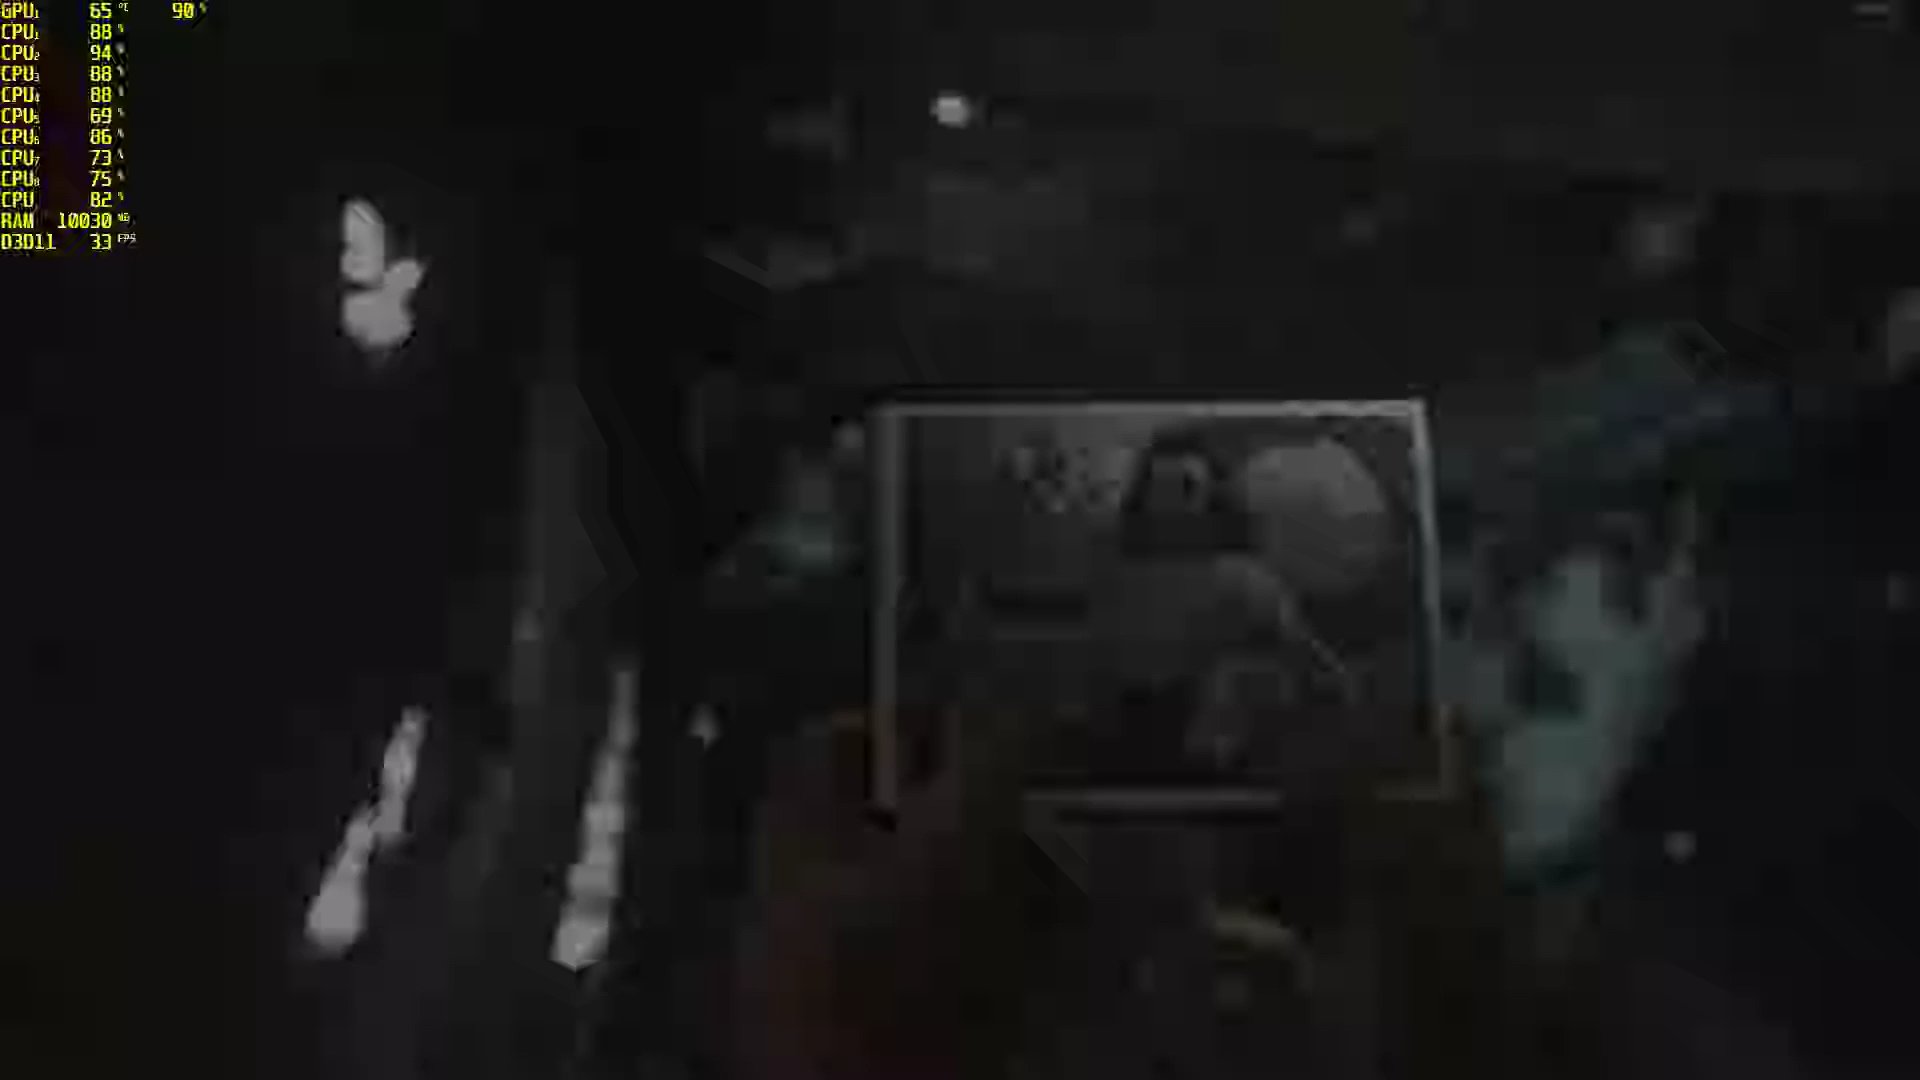 GPU₁ 65 °C 90 %
CPU₁ 88 %
CPU₂ 94 %
CPU₃ 88 %
CPU₄ 88 %
CPU₅ 69 %
CPU₆ 86 %
CPU₇ 73 %
CPU₈ 75 %
CPU 82 %
RAM 10030 MB
D3D11 33 FPS